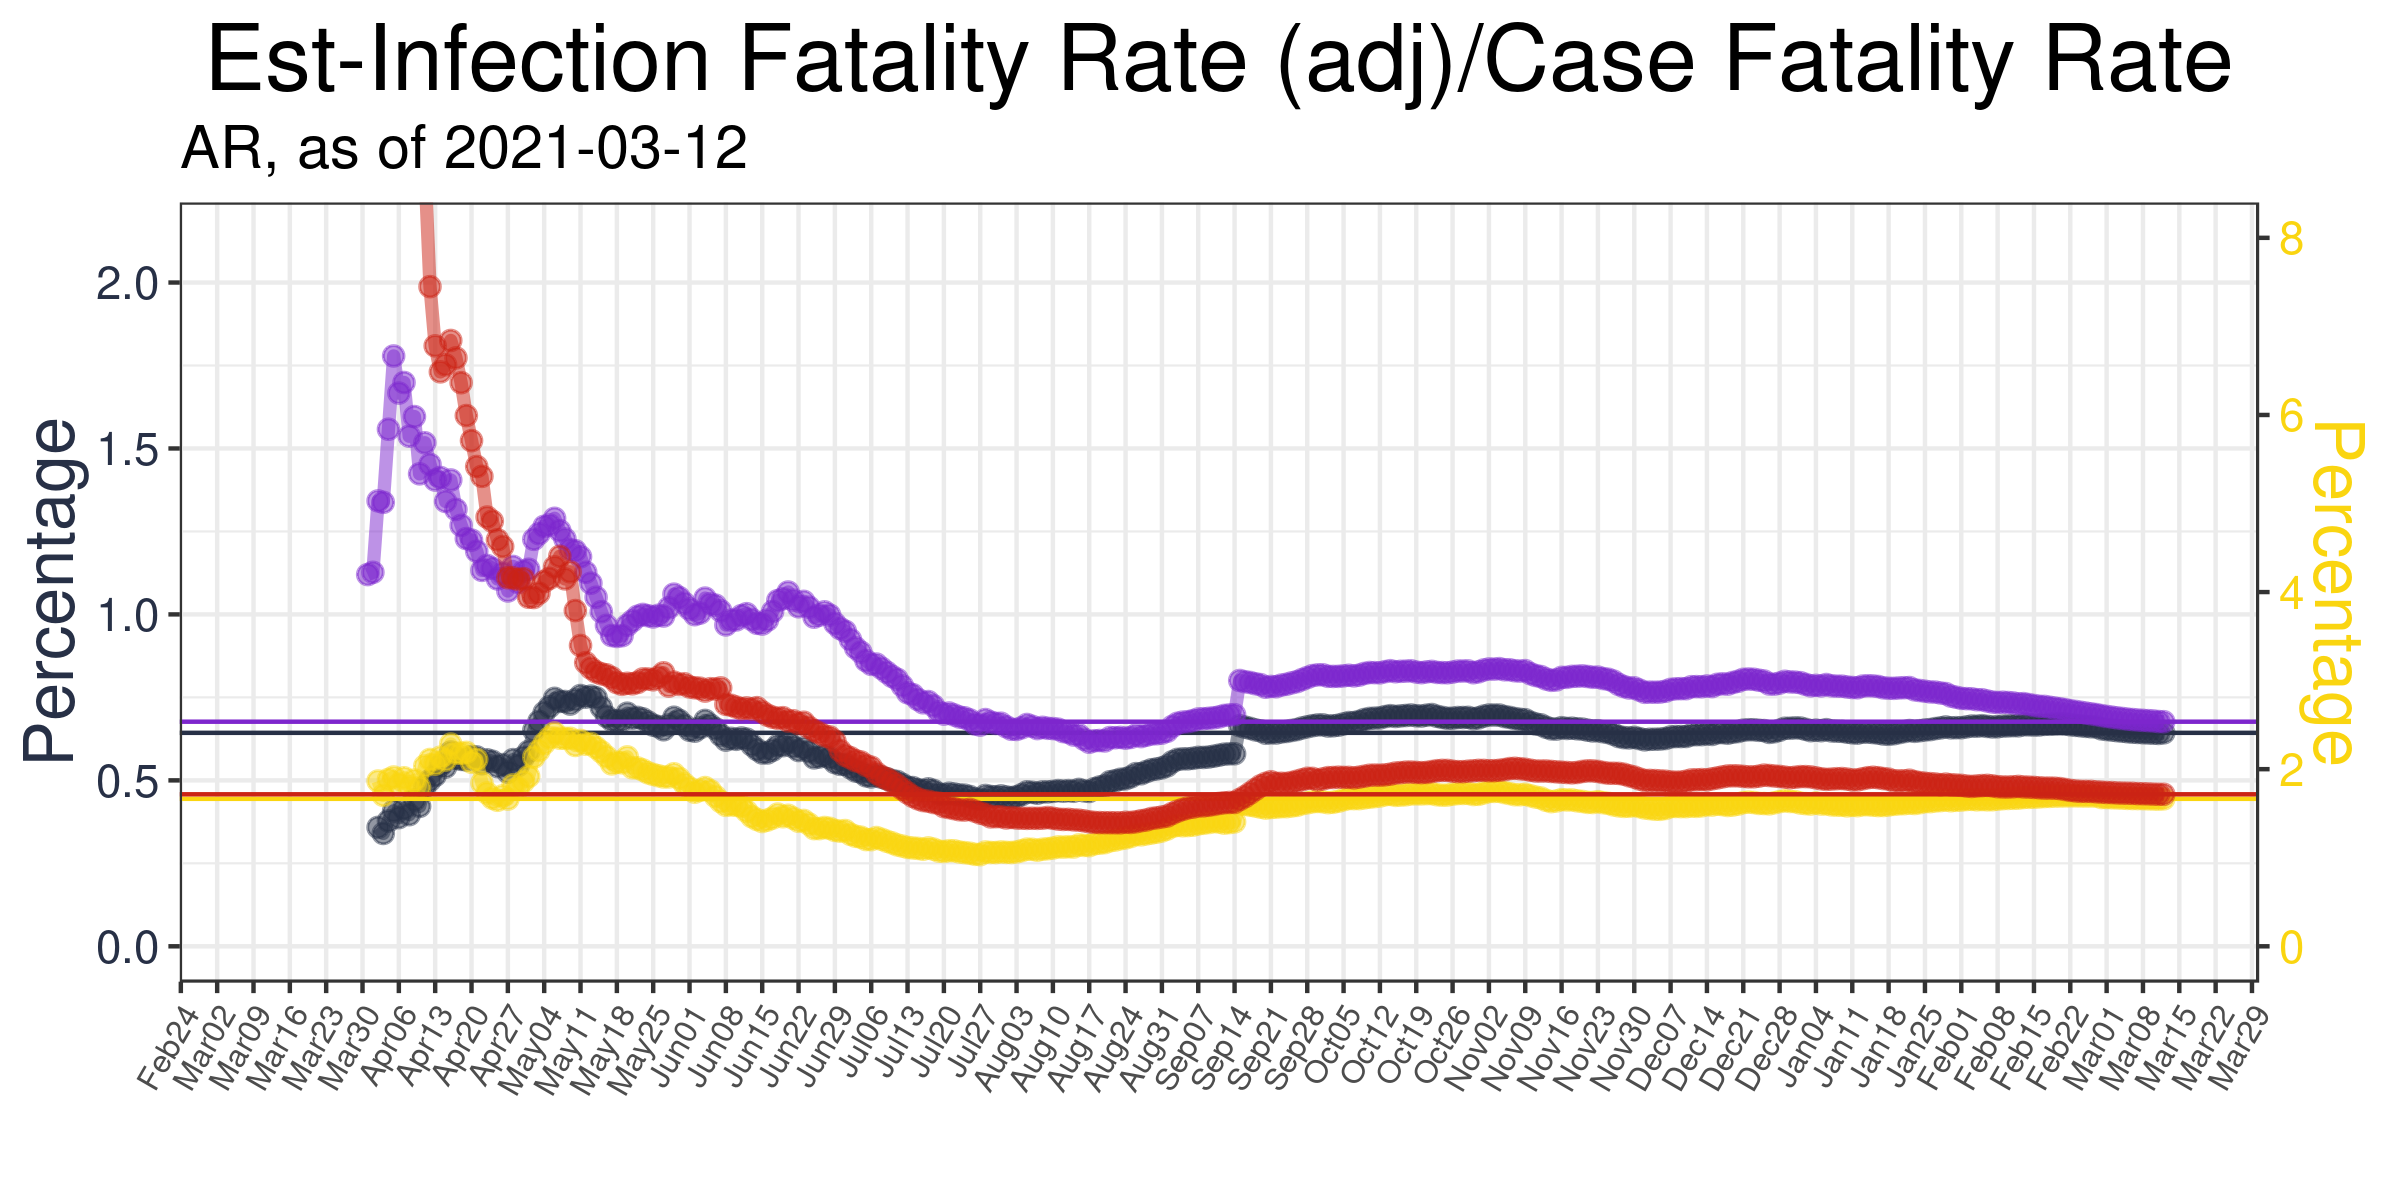 Est-Infection Fatality Rate (adj)/Case Fatality Rate
AR, as of 2021-03-12
Percentage
2.0
1.5
1.0
0.5
0.0
8
6
4
2
0
Percentage
Feb24
Mar02
Mar09
Mar16
Mar23
Mar30
Apr06
Apr13
Apr20
Apr27
May04
May11
May18
May25
Jun01
Jun08
Jun15
Jun22
Jun29
Jul06
Jul13
Jul20
Jul27
Aug03
Aug10
Aug17
Aug24
Aug31
Sep07
Sep14
Sep21
Sep28
Oct05
Oct12
Oct19
Oct26
Nov02
Nov09
Nov16
Nov23
Nov30
Dec07
Dec14
Dec21
Dec28
Jan04
Jan11
Jan18
Jan25
Feb01
Feb08
Feb15
Feb22
Mar01
Mar08
Mar15
Mar22
Mar29